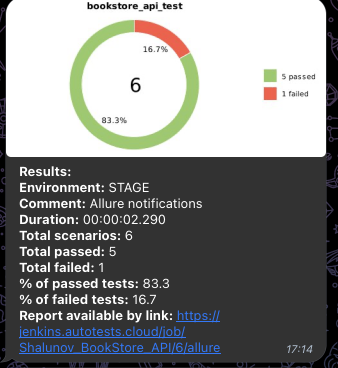 bookstore_api_test
16.7%
6
83.3%
5 passed
1 failed
Results:
Environment: STAGE
Comment: Allure notifications
Duration: 00:00:02.290
Total scenarios: 6
Total passed: 5
Total failed: 1
% of passed tests: 83.3
% of failed tests: 16.7
Report available by link: https://
jenkins.autotests.cloud/job/
Shalunov_BookStore_API/6/allure
17:14